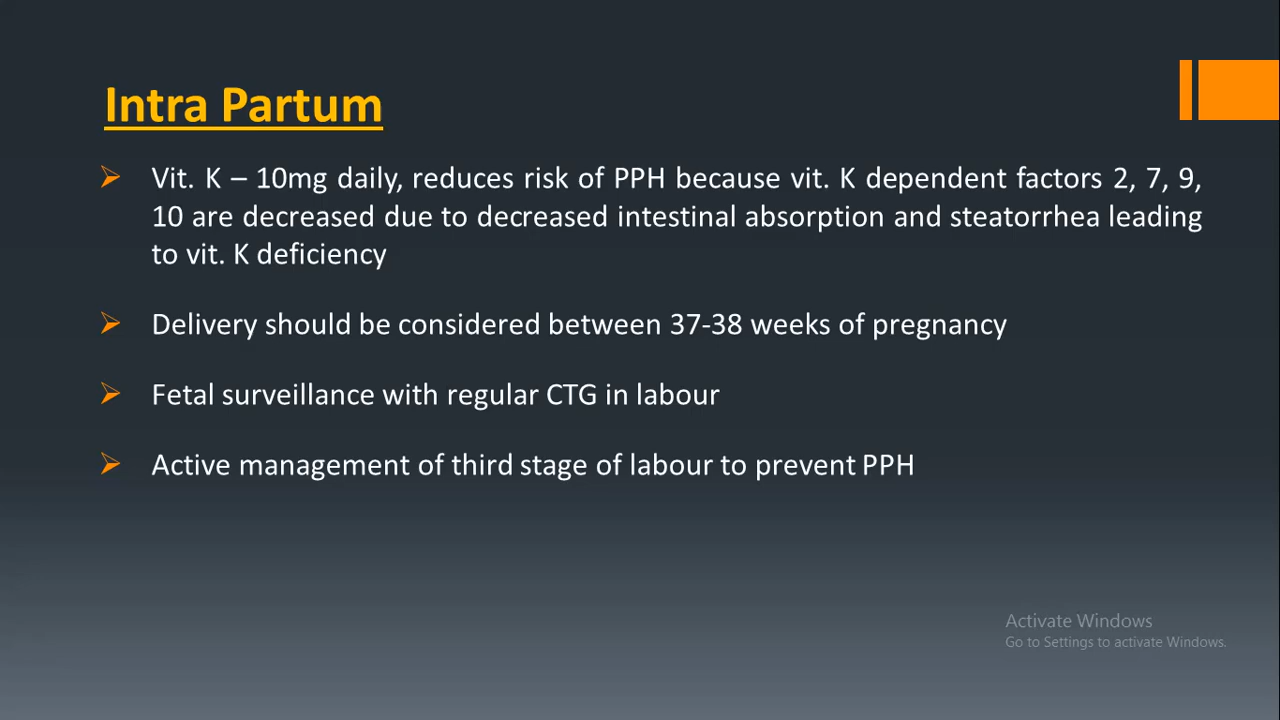 Intra Partum
Vit. K – 10mg daily, reduces risk of PPH because vit. K dependent factors 2, 7, 9,
10 are decreased due to decreased intestinal absorption and steatorrhea leading
to vit. K deficiency
Delivery should be considered between 37-38 weeks of pregnancy
Fetal surveillance with regular CTG in labour
Active management of third stage of labour to prevent PPH
Activate Windows
Go to Settings to activate Windows.